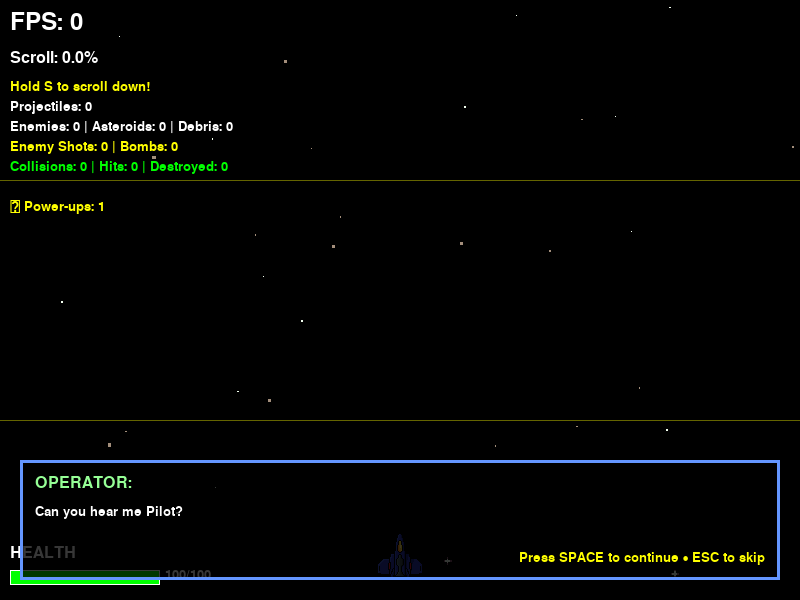 FPS: 0
Scroll: 0.0%
Hold S to scroll down!
Projectiles: 0
Enemies: 0 | Asteroids: 0 | Debris: 0
Enemy Shots: 0 | Bombs: 0
Collisions: 0 | Hits: 0 | Destroyed: 0
Power-ups: 1
OPERATOR:
Can you hear me Pilot?
HEALTH
Press SPACE to continue • ESC to skip
100/100